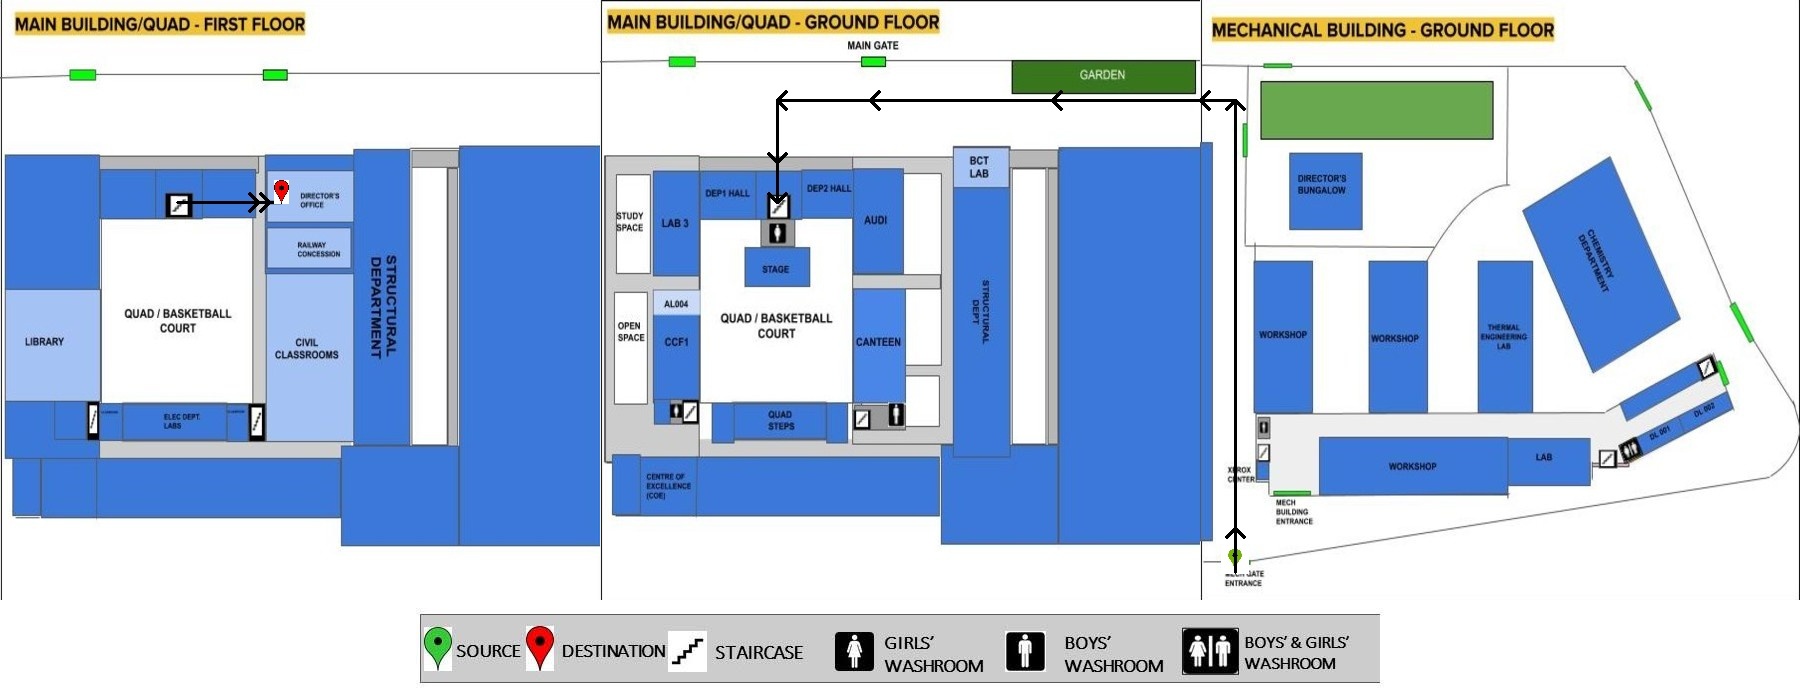 MAIN BUILDING/QUAD - FIRST FLOOR
DIRECTOR'S
OFFICE
RAILWAY
CONCESSION
STRUCTURAL
DEPARTMENT
QUAD / BASKETBALL
COURT
LIBRARY
CIVIL
CLASSROOMS
ELEC DEPT.
LABS
MAIN BUILDING/QUAD - GROUND FLOOR
MAIN GATE
GARDEN
BCT
LAB
DEP1 HALL
DEP2 HALL
STUDY
SPACE
LAB 3
AUDI
STAGE
AL004
STRUCTURAL
DEPT
QUAD / BASKETBALL
COURT
OPEN
SPACE
CCF1
CANTEEN
QUAD
STEPS
CENTRE OF
EXCELLENCE
(COE)
MECHANICAL BUILDING - GROUND FLOOR
DIRECTOR'S
BUNGALOW
CHEMISTRY
DEPARTMENT
WORKSHOP
WORKSHOP
THERMAL
ENGINEERING
LAB
DL 002
DL 001
WORKSHOP
LAB
XEROX
CENTER
MECH
BUILDING
ENTRANCE
MECH GATE
ENTRANCE
SOURCE
DESTINATION
STAIRCASE
GIRLS'
WASHROOM
BOYS'
WASHROOM
BOYS' & GIRLS'
WASHROOM